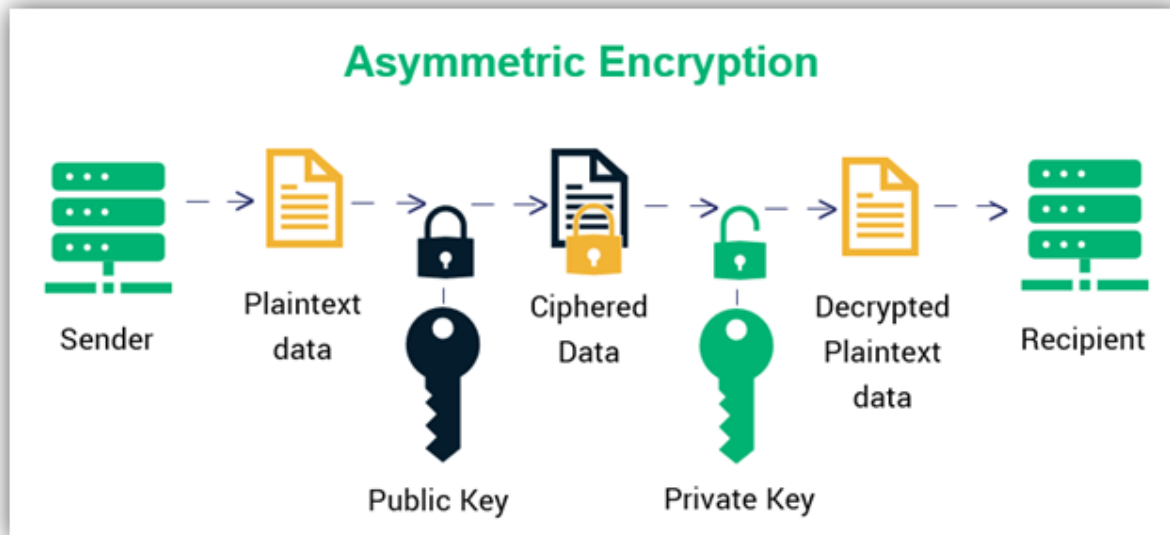 Asymmetric Encryption
Sender
Plaintext
data
Public Key
Ciphered
Data
Private Key
Decrypted
Plaintext
data
Recipient